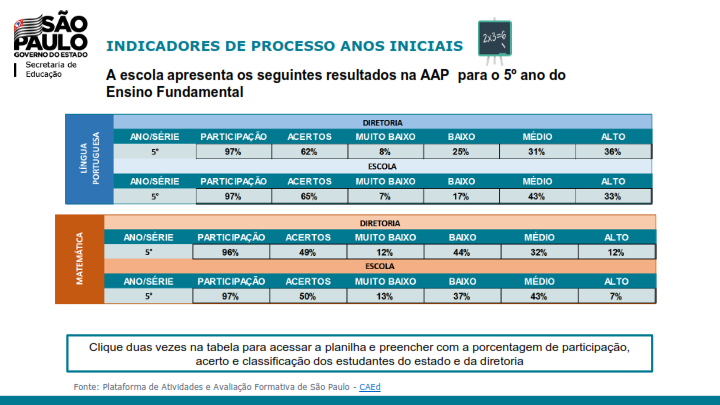 SÃO
PAULO
GOVERNO DO ESTADO
Secretaria de
Educação
INDICADORES DE PROCESSO ANOS INICIAIS
2x3=6
A escola apresenta os seguintes resultados na AAP para o 5º ano do
Ensino Fundamental
LÍNGUA
PORTUGUESA
DIRETORIA
ANO/SÉRIE PARTICIPAÇÃO ACERTOS MUITO BAIXO BAIXO MÉDIO ALTO
5° 97% 62% 8% 25% 31% 36%
ESCOLA
ANO/SÉRIE PARTICIPAÇÃO ACERTOS MUITO BAIXO BAIXO MÉDIO ALTO
5° 97% 65% 7% 17% 43% 33%
MATEMÁTICA
DIRETORIA
ANO/SÉRIE PARTICIPAÇÃO ACERTOS MUITO BAIXO BAIXO MÉDIO ALTO
5° 96% 49% 12% 44% 32% 12%
ESCOLA
ANO/SÉRIE PARTICIPAÇÃO ACERTOS MUITO BAIXO BAIXO MÉDIO ALTO
5° 97% 50% 13% 37% 43% 7%
Clique duas vezes na tabela para acessar a planilha e preencher com a porcentagem de participação,
acerto e classificação dos estudantes do estado e da diretoria
Fonte: Plataforma de Atividades e Avaliação Formativa de São Paulo - CAEd